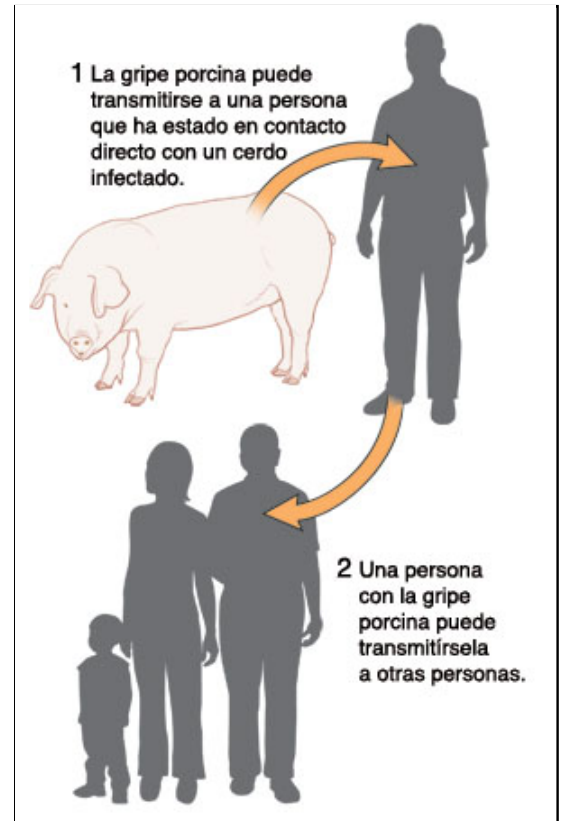 1 La gripe porcina puede
transmitirse a una persona
que ha estado en contacto
directo con un cerdo
infectado.
2 Una persona
con la gripe
porcina puede
transmitírsela
a otras personas.